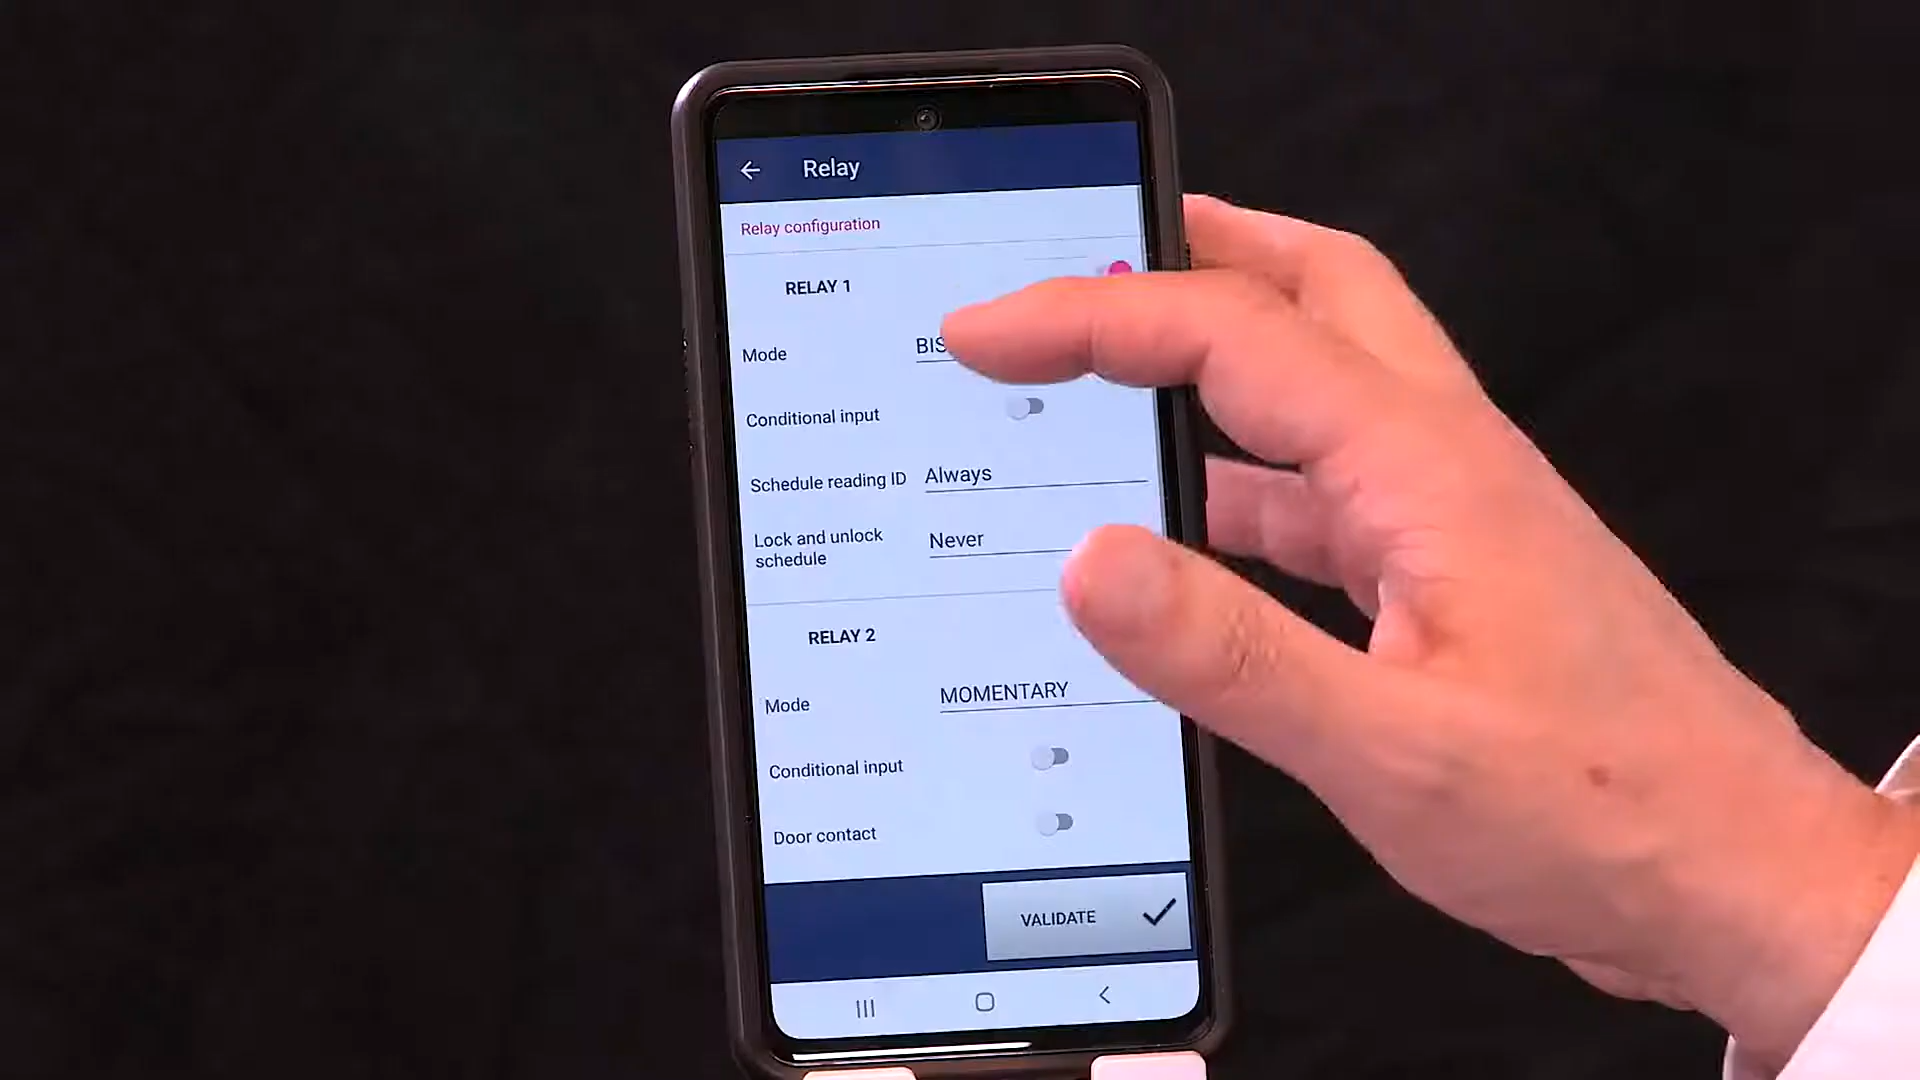 Relay
Relay configuration
RELAY 1
Mode
Conditional input
Schedule reading ID Always
Lock and unlock schedule Never
RELAY 2
Mode MOMENTARY
Conditional input
Door contact
VALIDATE